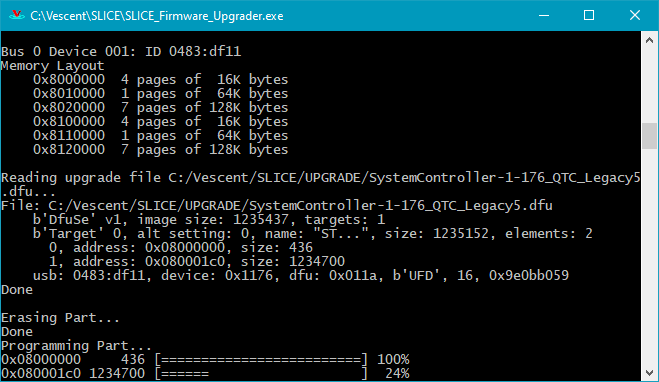 C:\Vescent\SLICE\SLICE_Firmware_Upgrader.exe
Bus 0 Device 001: ID 0483:df11
Memory Layout
    0x8000000  4 pages of  16K bytes
    0x8010000  1 pages of  64K bytes
    0x8020000  7 pages of 128K bytes
    0x8100000  4 pages of  16K bytes
    0x8110000  1 pages of  64K bytes
    0x8120000  7 pages of 128K bytes
Reading upgrade file C:/Vescent/SLICE/UPGRADE/SystemController-1-176_QTC_Legacy5
.dfu...
File: C:/Vescent/SLICE/UPGRADE/SystemController-1-176_QTC_Legacy5.dfu
    b'DfuSe' v1, image size: 1235437, targets: 1
    b'Target' 0, alt setting: 0, name: "ST...", size: 1235152, elements: 2
      0, address: 0x08000000, size: 436
      1, address: 0x080001c0, size: 1234700
    usb: 0483:df11, device: 0x1176, dfu: 0x011a, b'UFD', 16, 0x9e0bb059
Done
Erasing Part...
Done
Programming Part...
0x08000000     436 [=========================] 100%
0x080001c0 1234700 [======                   ]  24%